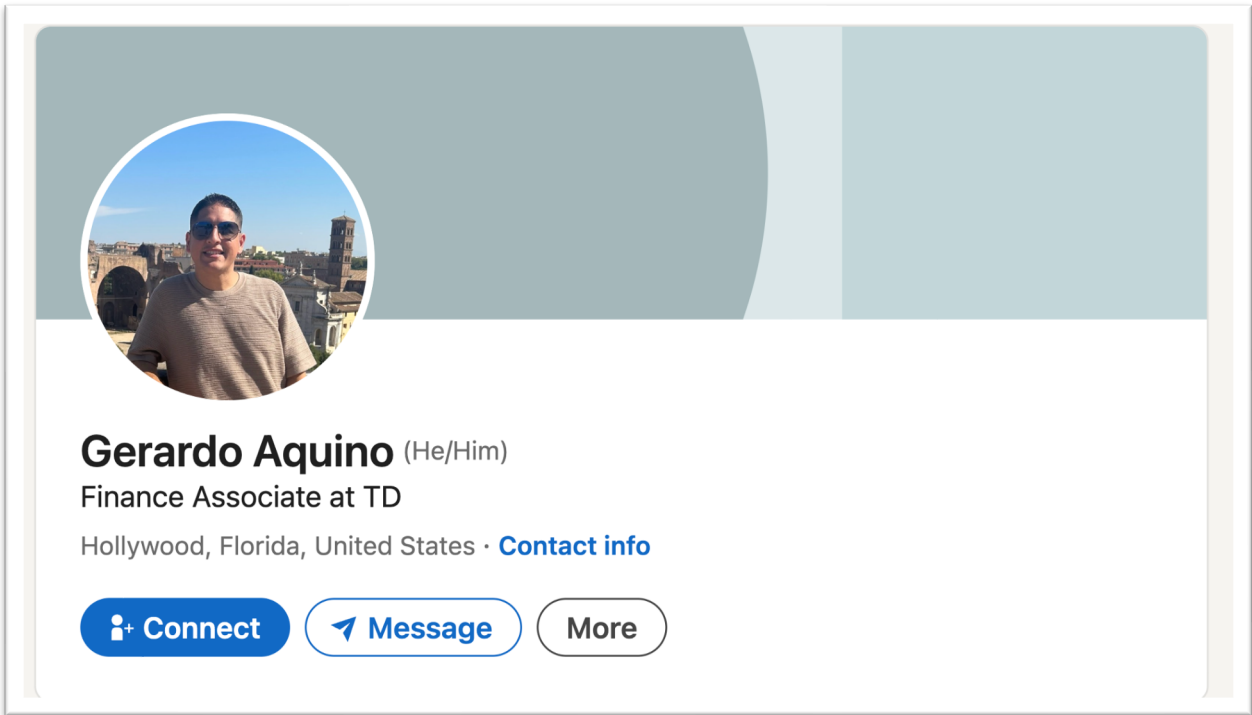 Gerardo Aquino (He/Him)
Finance Associate at TD
Hollywood, Florida, United States · Contact info
Connect Message More